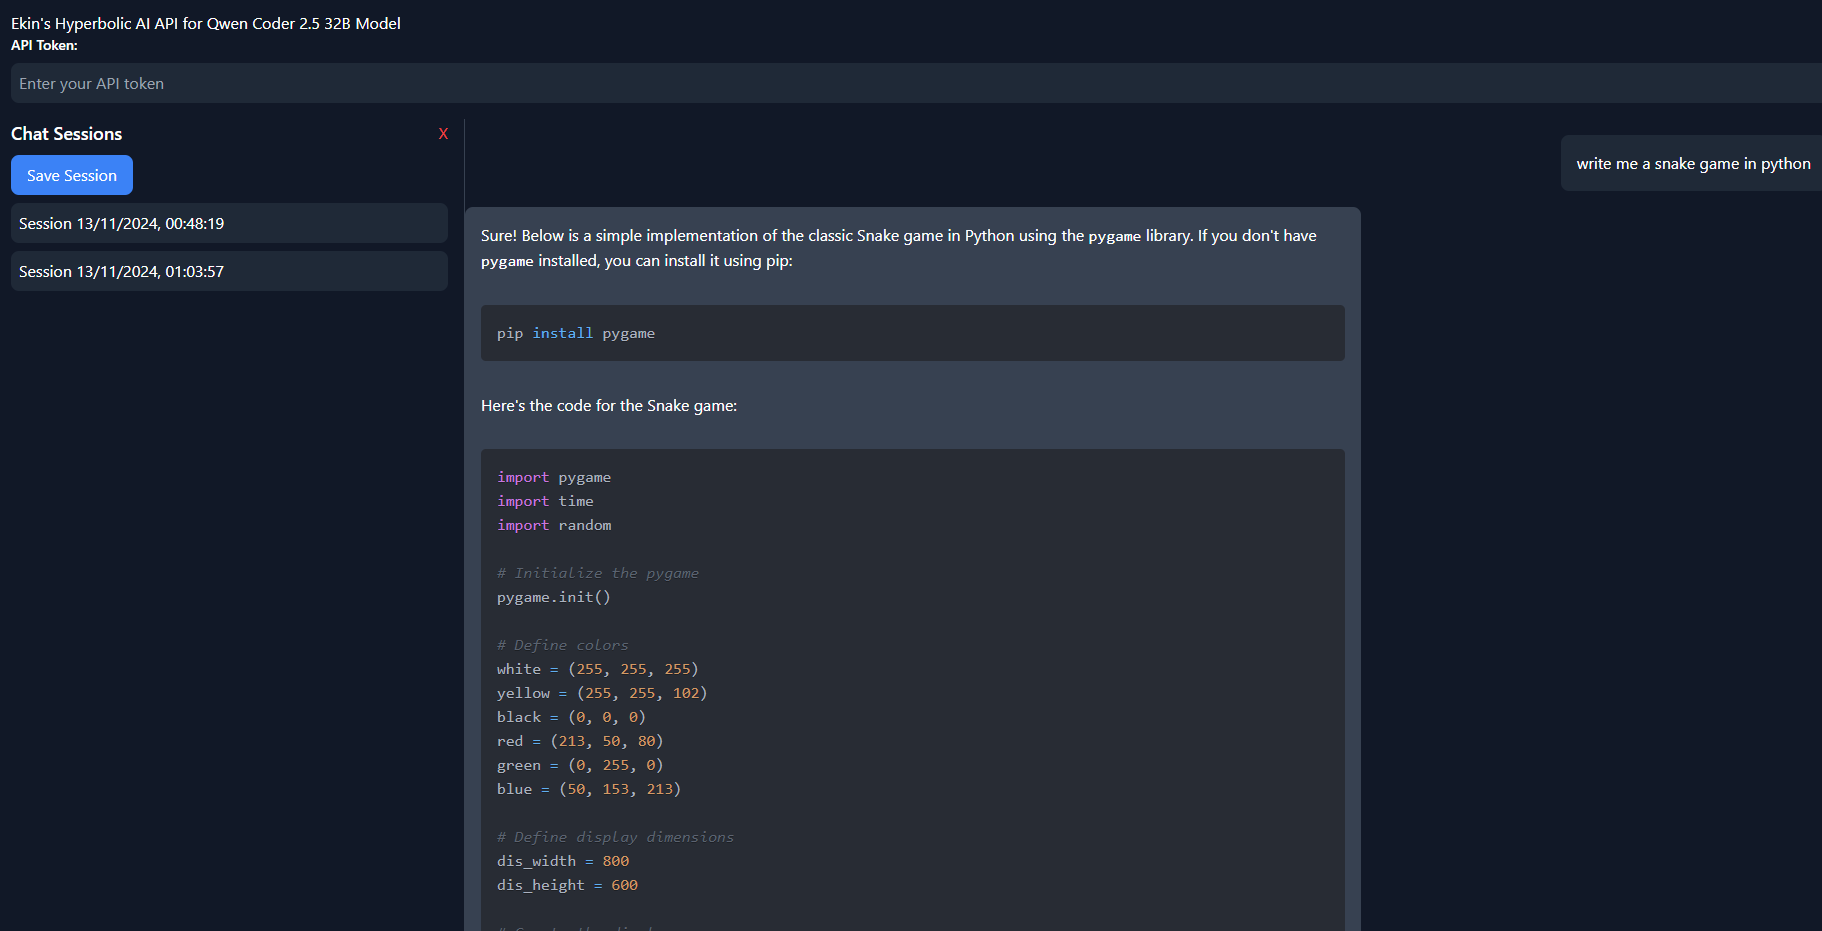 Ekin's Hyperbolic AI API for Qwen Coder 2.5 32B Model
API Token:
Enter your API token
Chat Sessions
X
Save Session
Session 13/11/2024, 00:48:19
Session 13/11/2024, 01:03:57
write me a snake game in python
Sure! Below is a simple implementation of the classic Snake game in Python using the pygame library. If you don't have
pygame installed, you can install it using pip:
pip install pygame
Here's the code for the Snake game:
import pygame
import time
import random
# Initialize the pygame
pygame.init()
# Define colors
white = (255, 255, 255)
yellow = (255, 255, 102)
black = (0, 0, 0)
red = (213, 50, 80)
green = (0, 255, 0)
blue = (50, 153, 213)
# Define display dimensions
dis_width = 800
dis_height = 600